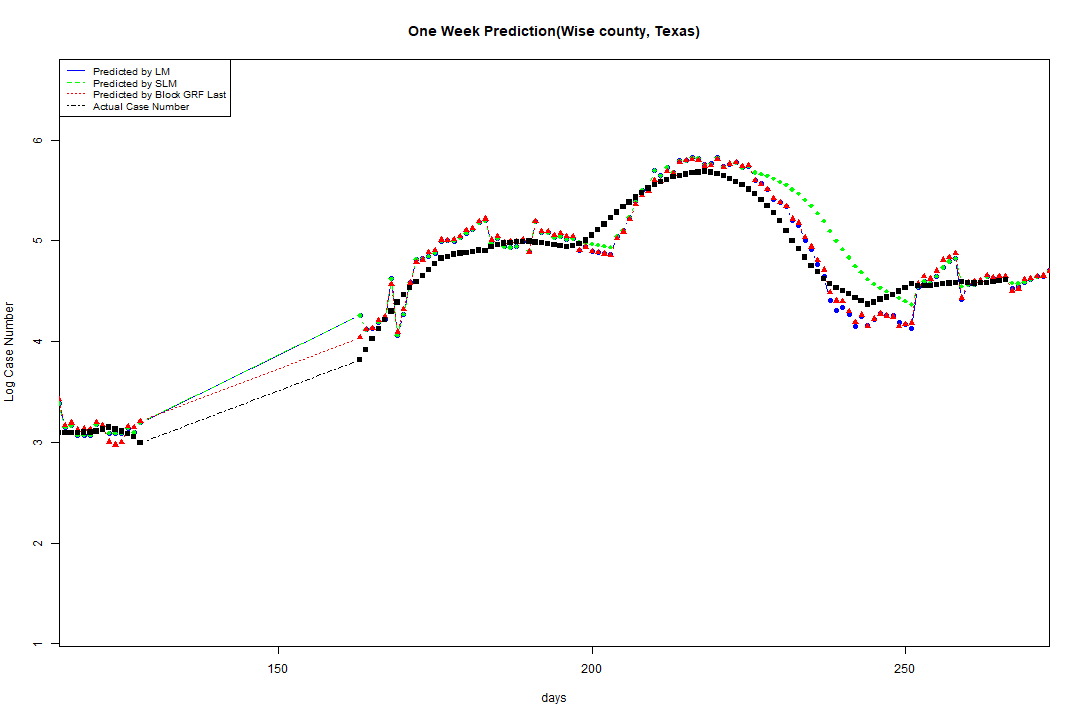 One Week Prediction(Wise county, Texas)
Predicted by LM
Predicted by SLM
Predicted by Block GRF Last
Actual Case Number
6
5
4
3
2
1
Log Case Number
150 200 250
days